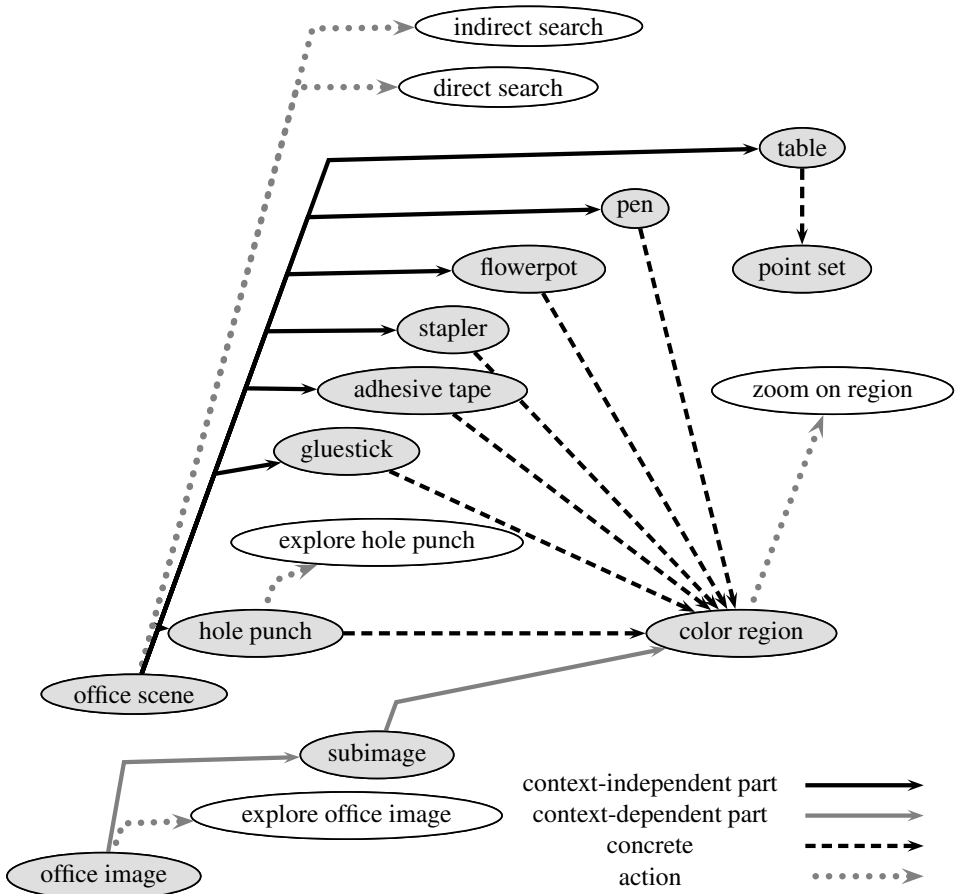 indirect search
direct search
table
pen
flowerpot
point set
stapler
adhesive tape
zoom on region
gluestick
explore hole punch
hole punch
color region
office scene
subimage
context-independent part
explore office image
context-dependent part
concrete
office image
action